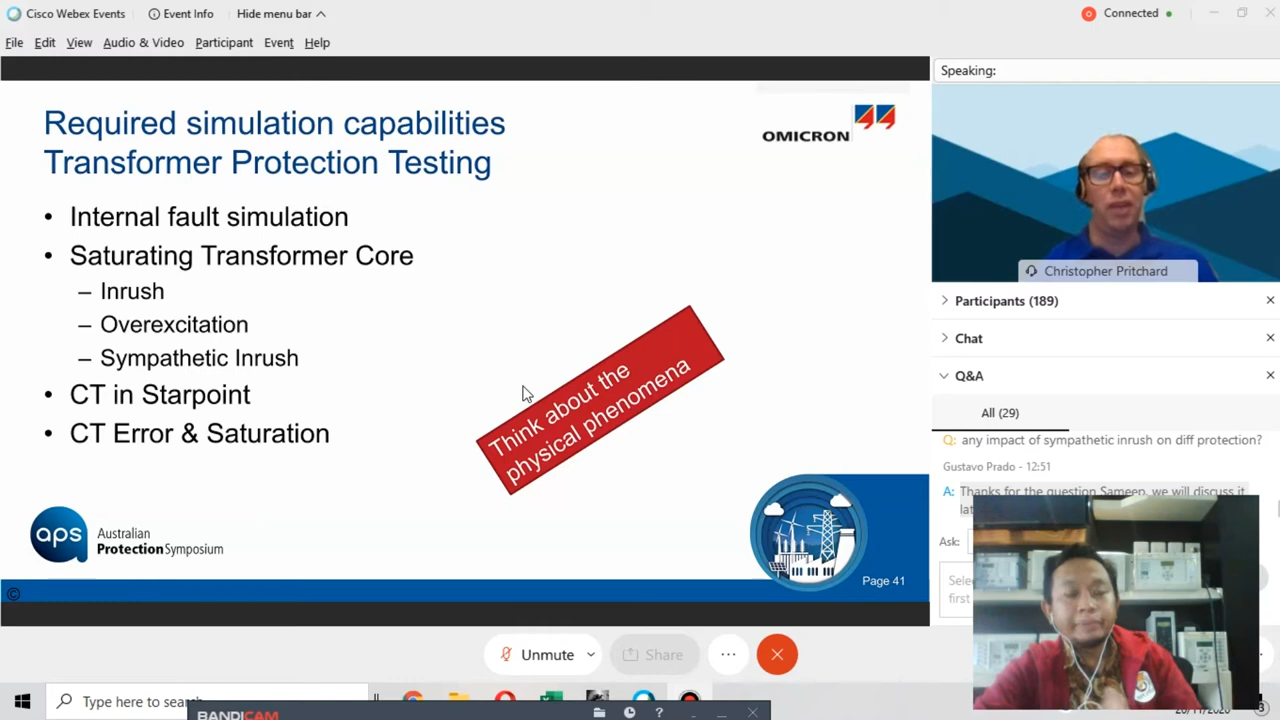 Cisco Webex Events
Event Info
Hide menu bar
Connected
File Edit View Audio & Video Participant Event Help
Required simulation capabilities
Transformer Protection Testing
OMICRON
• Internal fault simulation
• Saturating Transformer Core
– Inrush
– Overexcitation
– Sympathetic Inrush
• CT in Starpoint
• CT Error & Saturation
Think about the
physical phenomena
aps
Australian
Protection Symposium
Page 41
©
Speaking:
Christopher Pritchard
Participants (189)
Chat
Q&A
All (29)
Q: any impact of sympathetic inrush on diff protection?
Gustavo Prado - 12:51
A: Thanks for the question Sameep, we will discuss it
Ask:
first
Unmute
Share
Type here to
BANDICAM